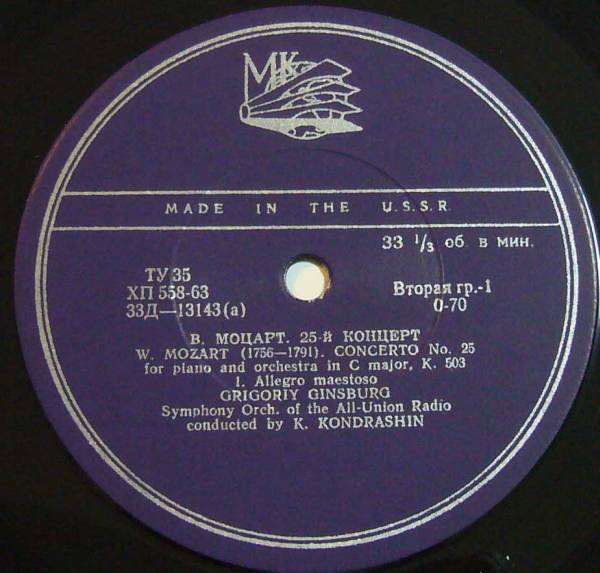 МК
MADE IN THE U.S.S.R.
33 1/3 об. в мин.
ТУ 35
ХП 558-63
33Д—13143(а)
Вторая гр.-1
0-70
В. МОЦАРТ. 25-й КОНЦЕРТ
W. MOZART (1756—1791). CONCERTO No. 25
for piano and orchestra in C major, K. 503
1. Allegro maestoso
GRIGORIY GINSBURG
Symphony Orch. of the All-Union Radio
conducted by K. KONDRASHIN